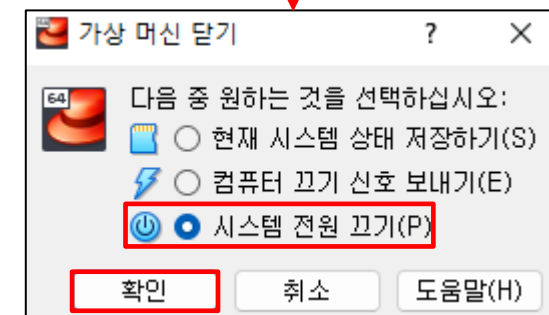 가상 머신 닫기 ? ×
64
다음 중 원하는 것을 선택하십시오:
현재 시스템 상태 저장하기(S)
컴퓨터 끄기 신호 보내기(E)
시스템 전원 끄기(P)
확인 취소 도움말(H)